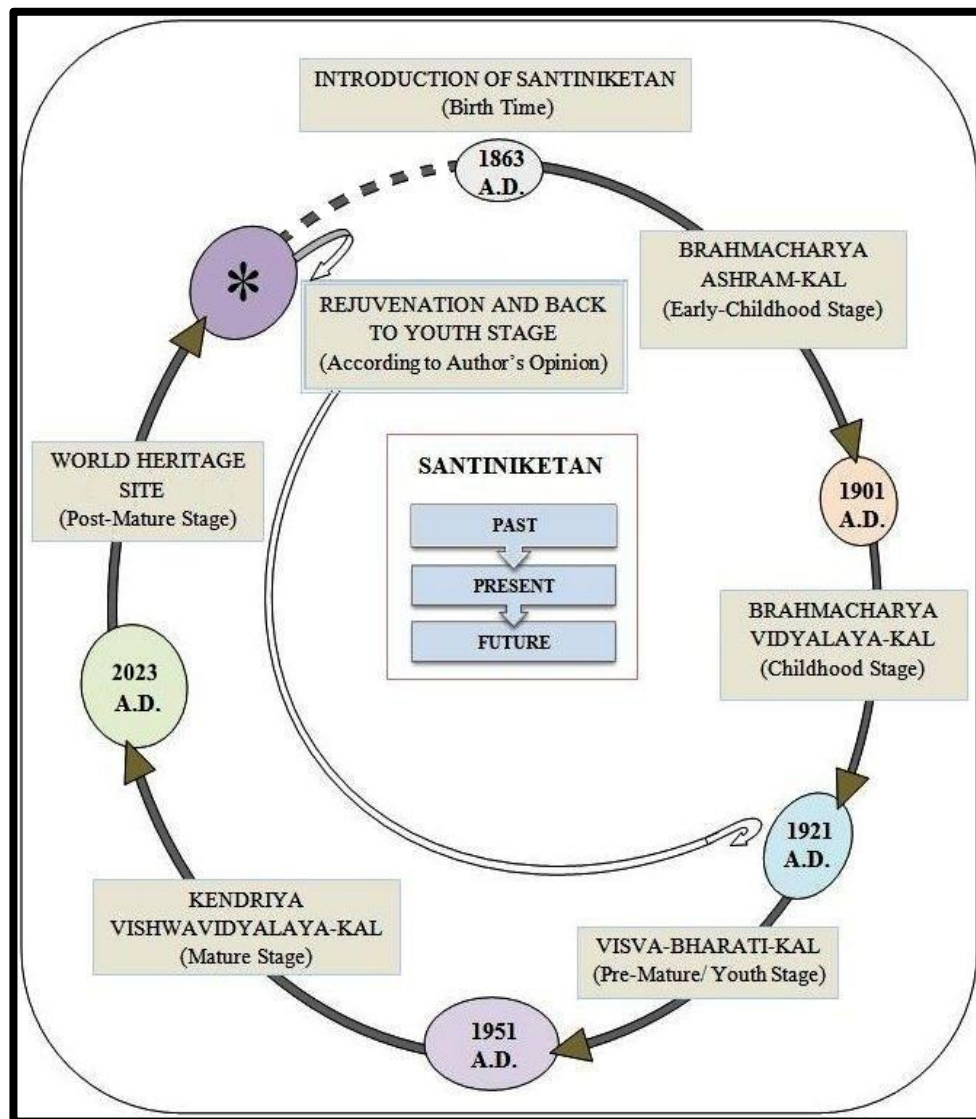 INTRODUCTION OF SANTINIKETAN
(Birth Time)
1863
A.D.
BRAHMACHARYA
ASHRAM-KAL
(Early-Childhood Stage)
1901
A.D.
BRAHMACHARYA
VIDYALAYA-KAL
(Childhood Stage)
1921
A.D.
VISVA-BHARATI-KAL
(Pre-Mature/ Youth Stage)
1951
A.D.
KENDRIYA
VISHWAVIDYALAYA-KAL
(Mature Stage)
2023
A.D.
WORLD HERITAGE
SITE
(Post-Mature Stage)
*
REJUVENATION AND BACK
TO YOUTH STAGE
(According to Author's Opinion)
SANTINIKETAN
PAST
PRESENT
FUTURE